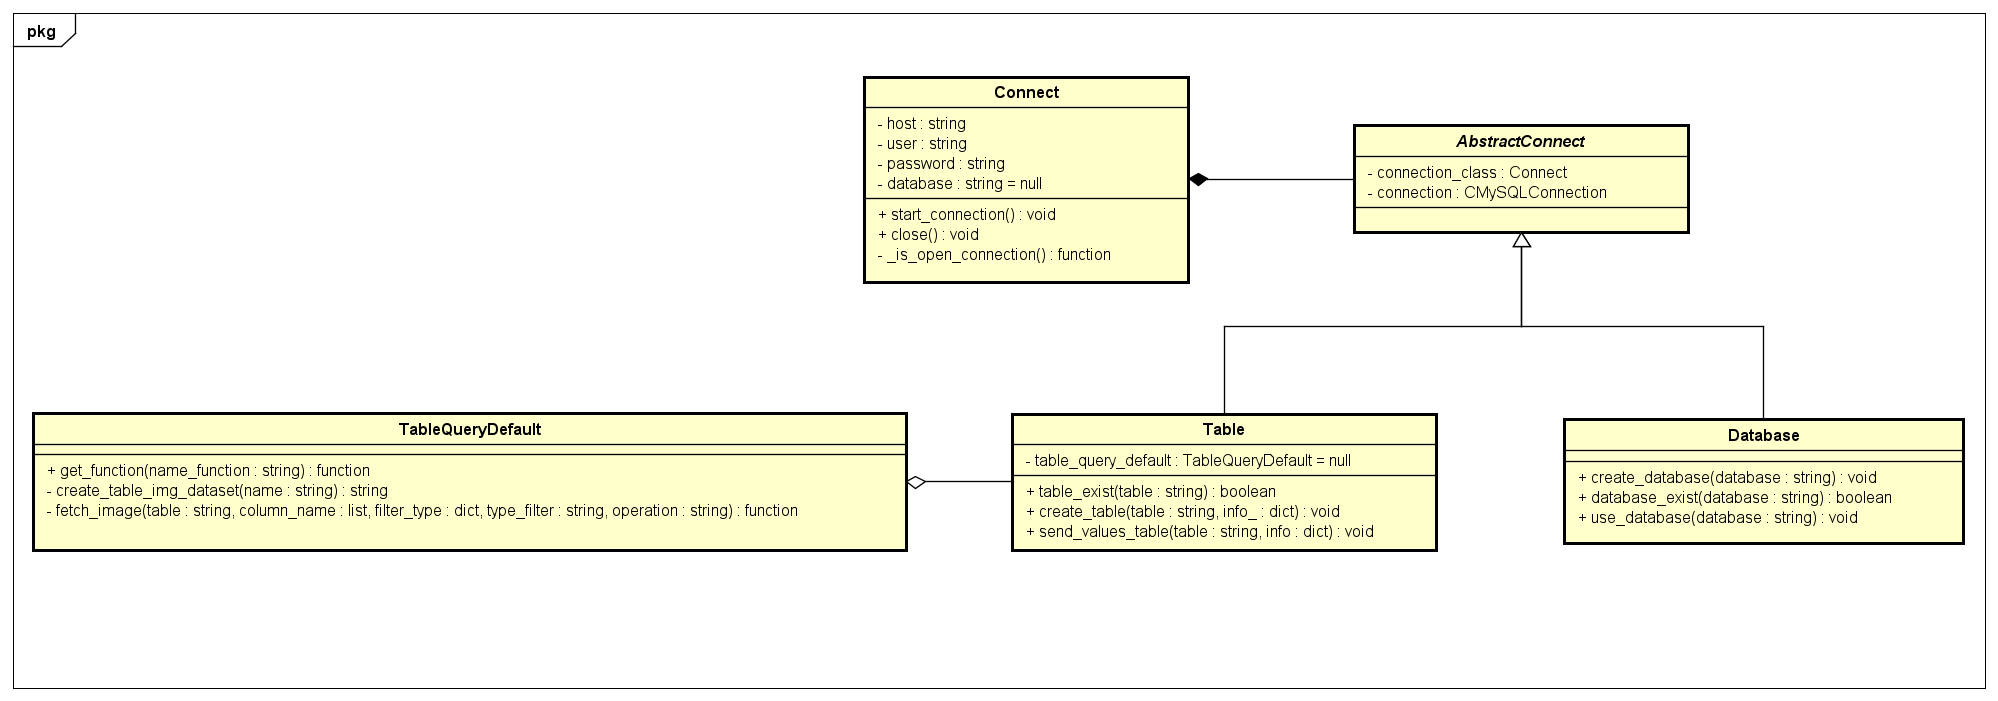 pkg
Connect
- host : string
- user : string
- password : string
- database : string = null
+ start_connection() : void
+ close() : void
- _is_open_connection() : function
AbstractConnect
- connection_class : Connect
- connection : CMySQLConnection
TableQueryDefault
+ get_function(name_function : string) : function
- create_table_img_dataset(name : string) : string
- fetch_image(table : string, column_name : list, filter_type : dict, type_filter : string, operation : string) : function
Table
- table_query_default : TableQueryDefault = null
+ table_exist(table : string) : boolean
+ create_table(table : string, info_ : dict) : void
+ send_values_table(table : string, info : dict) : void
Database
+ create_database(database : string) : void
+ database_exist(database : string) : boolean
+ use_database(database : string) : void